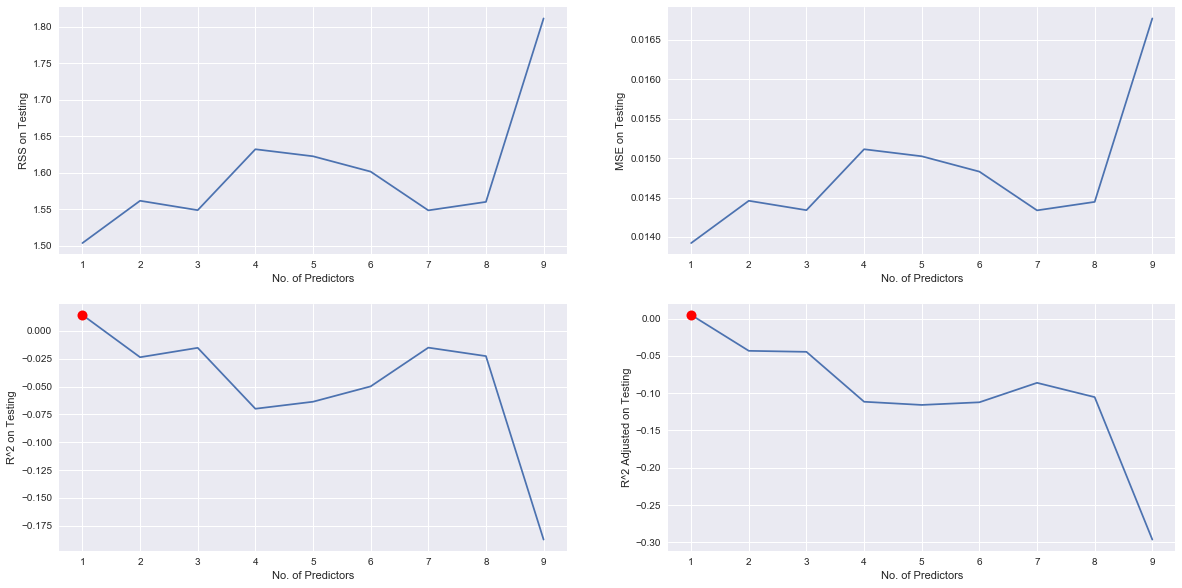 1.80
1.75
1.70
1.65
1.60
1.55
1.50
RSS on Testing
1 2 3 4 5 6 7 8 9
No. of Predictors
0.0165
0.0160
0.0155
0.0150
0.0145
0.0140
MSE on Testing
1 2 3 4 5 6 7 8 9
No. of Predictors
0.000
−0.025
−0.050
−0.075
−0.100
−0.125
−0.150
−0.175
R^2 on Testing
1 2 3 4 5 6 7 8 9
No. of Predictors
0.00
−0.05
−0.10
−0.15
−0.20
−0.25
−0.30
R^2 Adjusted on Testing
1 2 3 4 5 6 7 8 9
No. of Predictors